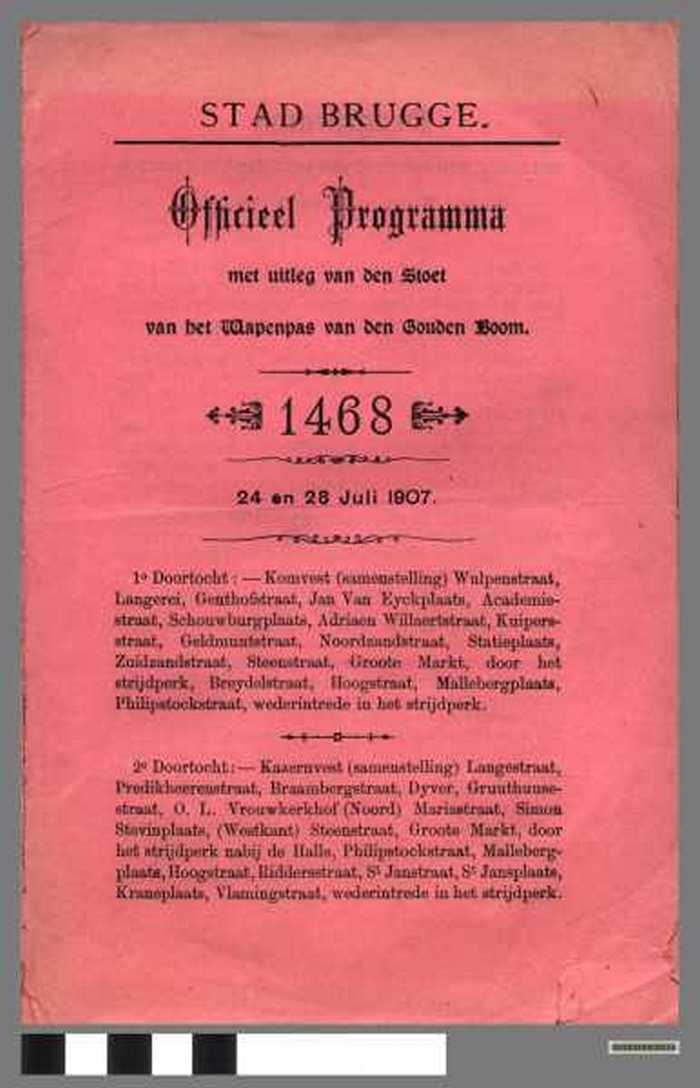 STAD BRUGGE.
Officieel Programma
met uitleg van den Stoet
van het Wapenpas van den Gouden Boom.
1468
24 en 28 Juli 1907.
1e Doortocht: — Komvest (samenstelling) Wulpenstraat,
Langerei, Genthofstraat, Jan Van Eyckplaats, Academie-
straat, Schouwburgplaats, Adriaen Willaertstraat, Kuipers-
straat, Geldmuntstraat, Noordzandstraat, Statieplaats,
Zuidzandstraat, Steenstraat, Groote Markt, door het
strijdperk, Breydelstraat, Hoogstraat, Mallebergplaats,
Philipstockstraat, wederintrede in het strijdperk.
2e Doortocht: — Kazernvest (samenstelling) Langestraat,
Predikheerenstraat, Braambergstraat, Dyver, Gruuthuuse-
straat, O. L. Vrouwkerkhof (Noord) Mariastraat, Simon
Stevinplaats, (Westkant) Steenstraat, Groote Markt, door
het strijdperk nabij de Halle, Philipstockstraat, Malleberg-
plaats, Hoogstraat, Riddersstraat, St Janstraat, St Jansplaats,
Kraneplaats, Vlamingstraat, wederintrede in het strijdperk.